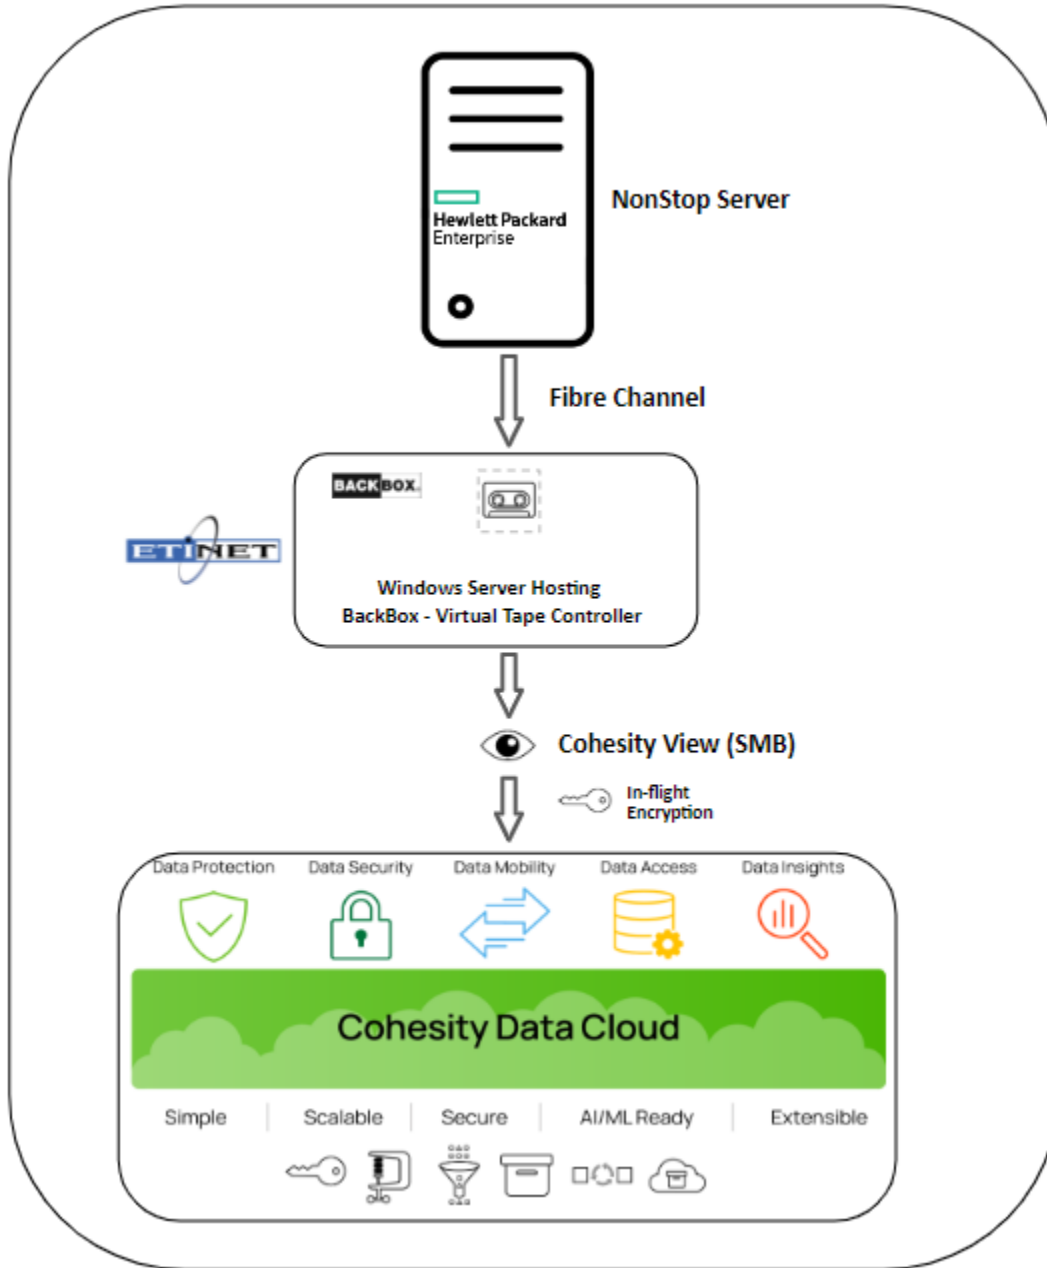 Hewlett Packard
Enterprise
NonStop Server
Fibre Channel
BACKBOX
ETINET
Windows Server Hosting
BackBox - Virtual Tape Controller
Cohesity View (SMB)
In-flight
Encryption
Data Protection
Data Security
Data Mobility
Data Access
Data Insights
Cohesity Data Cloud
Simple
Scalable
Secure
AI/ML Ready
Extensible